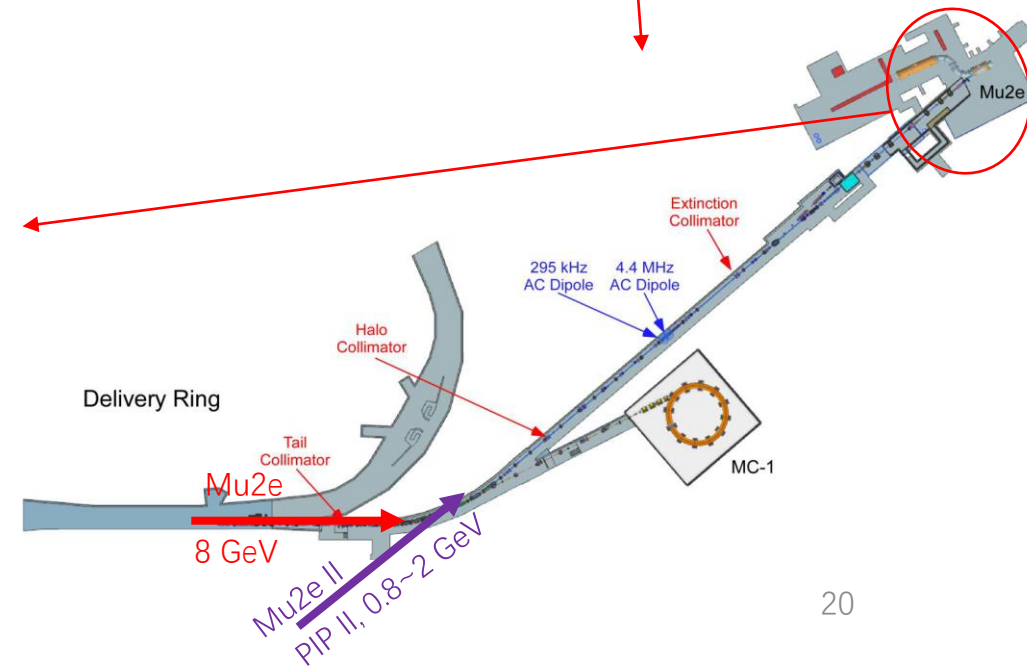 Mu2e
Extinction
Collimator
295 kHz
AC Dipole
4.4 MHz
AC Dipole
Halo
Collimator
Delivery Ring
Tail
Collimator
MC-1
Mu2e
8 GeV
Mu2e II
PIP II, 0.8~2 GeV
20